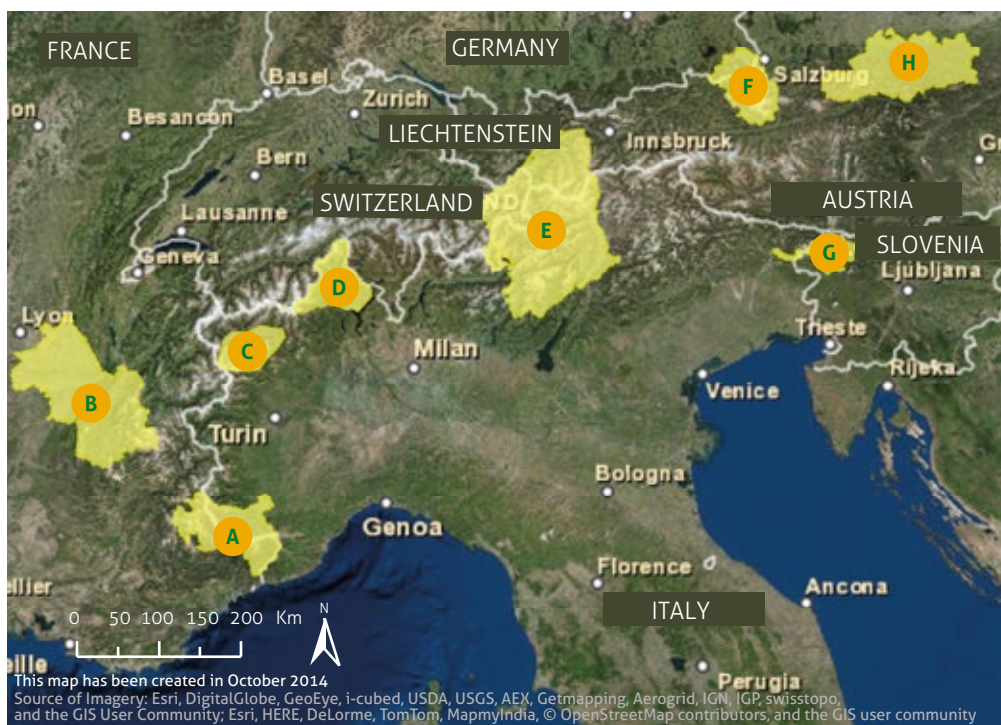 FRANCE
GERMANY
H
Basel
F
Salzburg
Zurich
Besancon
LIECHTENSTEIN
Innsbruck
Bern
SWITZERLAND
AUSTRIA
Lausanne
E
SLOVENIA
Geneva
G
Ljubljana
D
Lyon
Trieste
C
Milan
Rijeka
Venice
B
Turin
Bologna
Genoa
A
Florence
Ancona
ITALY
0 50 100 150 200 Km
N
Perugia
This map has been created in October 2014
Source of Imagery: Esri, DigitalGlobe, GeoEye, i-cubed, USDA, USGS, AEX, Getmapping, Aerogrid, IGN, IGP, swisstopo,
and the GIS User Community; Esri, HERE, DeLorme, TomTom, MapmyIndia, © OpenStreetMap contributors, and the GIS user community